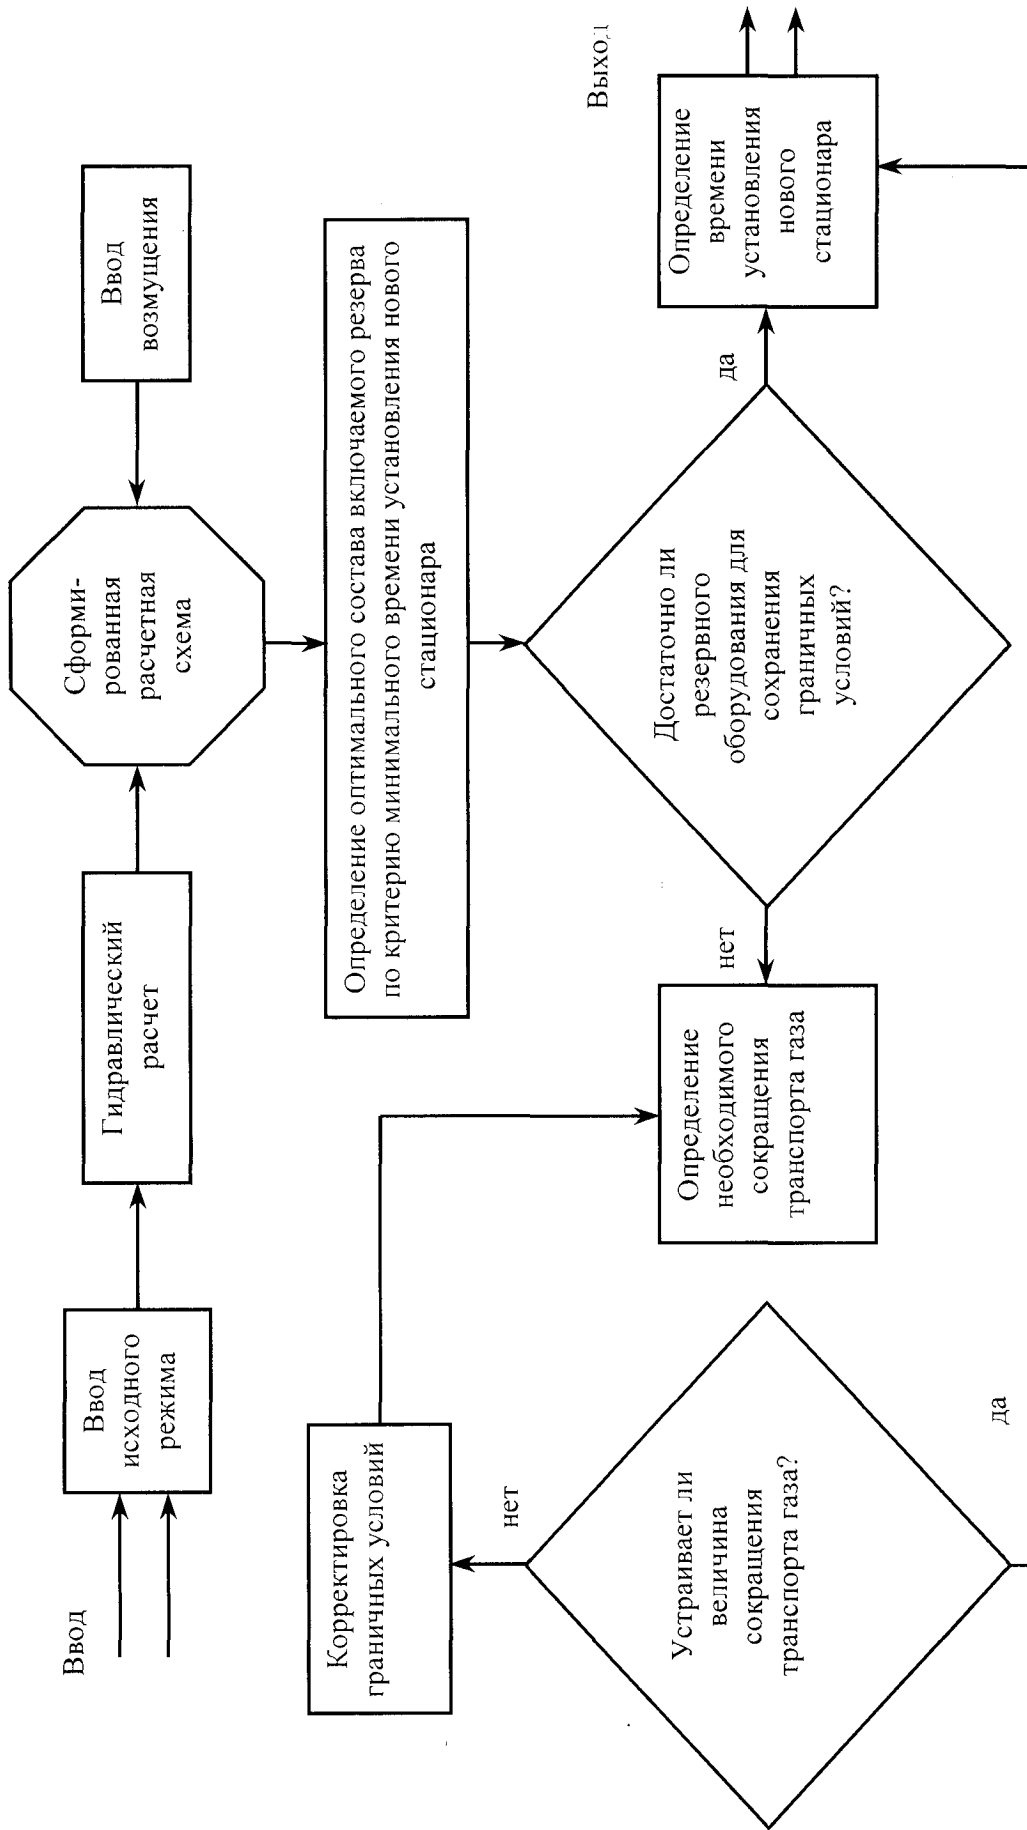 Ввод
Ввод
исходного
режима
Гидравлический
расчет
Сформи-
рованная
расчетная
схема
Ввод
возмущения
Определение оптимального состава включаемого резерва
по критерию минимального времени установления нового
стационара
Корректировка
граничных условий
нет
Устраивает ли
величина
сокращения
транспорта газа?
да
Определение
необходимого
сокращения
транспорта газа
нет
Достаточно ли
резервного
оборудования для
сохранения
граничных
условий?
да
Определение
времени
установления
нового
стационара
Выход